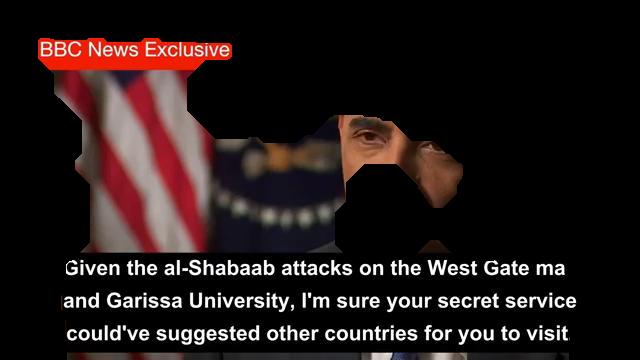 BBC News Exclusive
Given the al-Shabaab attacks on the West Gate ma
and Garissa University, I'm sure your secret service
could've suggested other countries for you to visit.